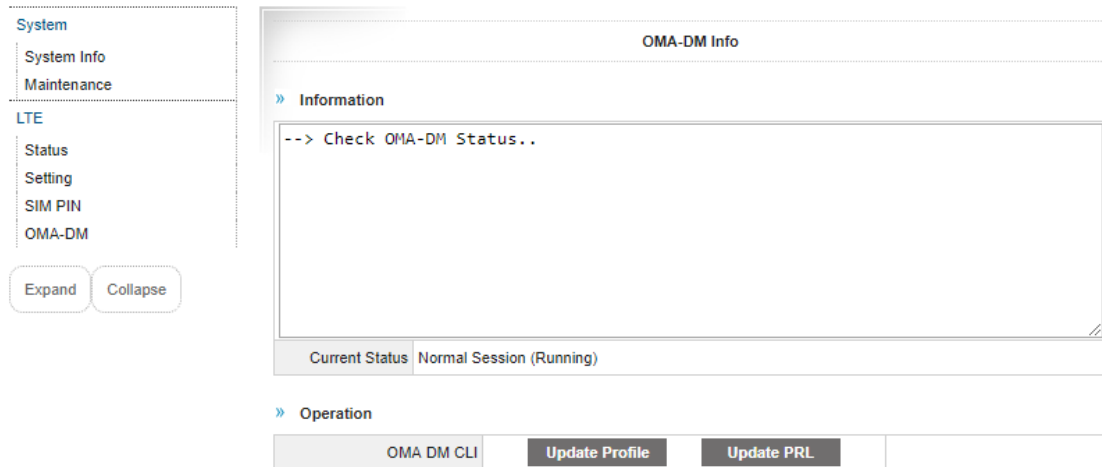 System
System Info
Maintenance
LTE
Status
Setting
SIM PIN
OMA-DM
Expand Collapse
OMA-DM Info
» Information
--> Check OMA-DM Status..
Current Status Normal Session (Running)
» Operation
OMA DM CLI Update Profile Update PRL